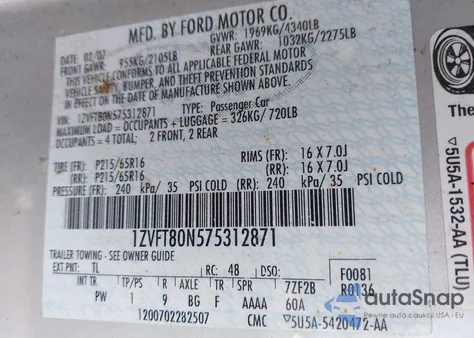 MFD. BY FORD MOTOR CO.
DATE: 02/07 GVWR: 1969KG/4340LB
FRONT GAWR: 955KG/2105LB REAR GAWR: 1032KG/2275LB
THIS VEHICLE CONFORMS TO ALL APPLICABLE FEDERAL MOTOR
VEHICLE SAFETY, BUMPER, AND THEFT PREVENTION STANDARDS
IN EFFECT ON THE DATE OF MANUFACTURE SHOWN ABOVE.
VIN: 1ZVFT80N575312871 TYPE: Passenger Car
MAXIMUM LOAD = OCCUPANTS + LUGGAGE = 326KG/720LB
OCCUPANTS = 4 TOTAL: 2 FRONT, 2 REAR
TIRE (FR): P215/65R16 RIMS (FR): 16 X 7.0J
(RR): P215/65R16 (RR): 16 X 7.0J
PRESSURE (FR): 240 kPa/ 35 PSI COLD (RR): 240 kPa/ 35 PSI COLD
1ZVFT80N575312871
TRAILER TOWING - SEE OWNER GUIDE
EXT PNT: TL RC: 48 DSO: F0081
INT TR TP/PS R AXLE TR SPR 7ZF2B R0136
PW 1 9 BG F AAAA 60A
1200702282507 CMC 5U5A-5420472-AA
The
5U5A-1532-AA (TLU)
autoSnap
Рынок авто из США и Европы